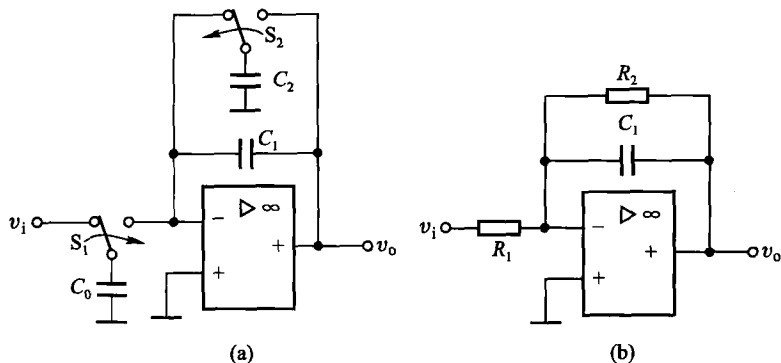 S₂
C₂
C₁
vᵢ
S₁
C₀
▷ ∞
−
+
+
vₒ
(a)
R₂
C₁
vᵢ
R₁
▷ ∞
−
+
+
vₒ
(b)